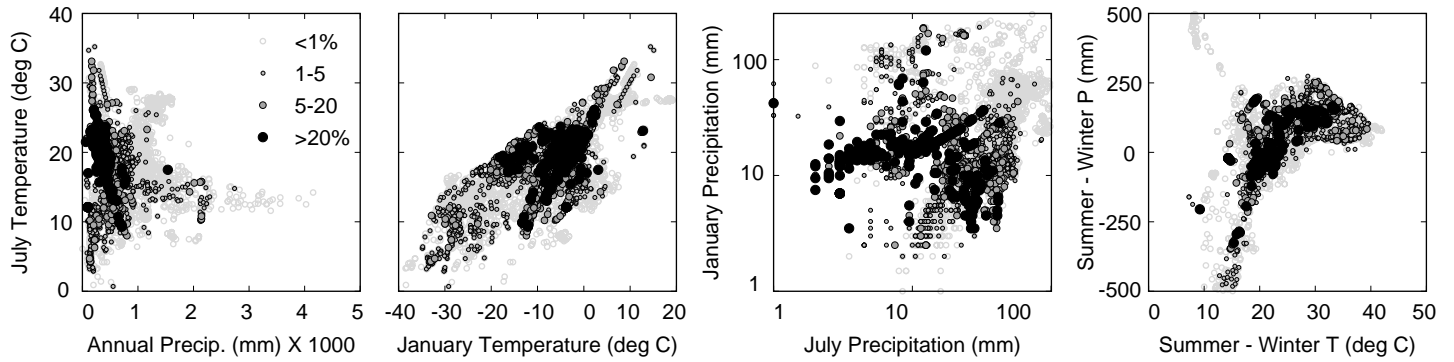 July Temperature (deg C)
40
30
20
10
0
<1%
1-5
5-20
>20%
0 1 2 3 4 5
Annual Precip. (mm) X 1000
-40 -30 -20 -10 0 10 20
January Temperature (deg C)
January Precipitation (mm)
100
10
1
1 10 100
July Precipitation (mm)
Summer - Winter P (mm)
500
250
0
-250
-500
0 10 20 30 40 50
Summer - Winter T (deg C)